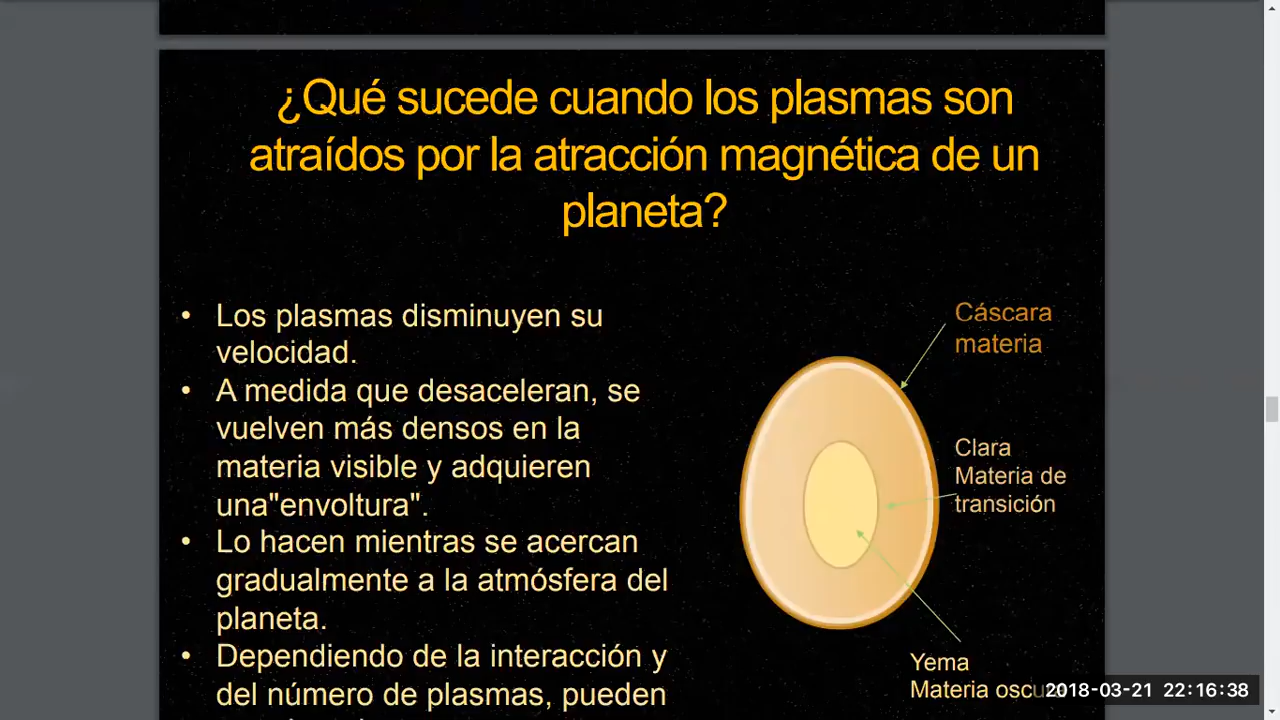 ¿Qué sucede cuando los plasmas son
atraídos por la atracción magnética de un
planeta?
• Los plasmas disminuyen su
velocidad.
• A medida que desaceleran, se
vuelven más densos en la
materia visible y adquieren
una"envoltura".
• Lo hacen mientras se acercan
gradualmente a la atmósfera del
planeta.
• Dependiendo de la interacción y
del número de plasmas, pueden
Cáscara
materia
Clara
Materia de
transición
Yema
Materia
2018-03-21 22:16:38